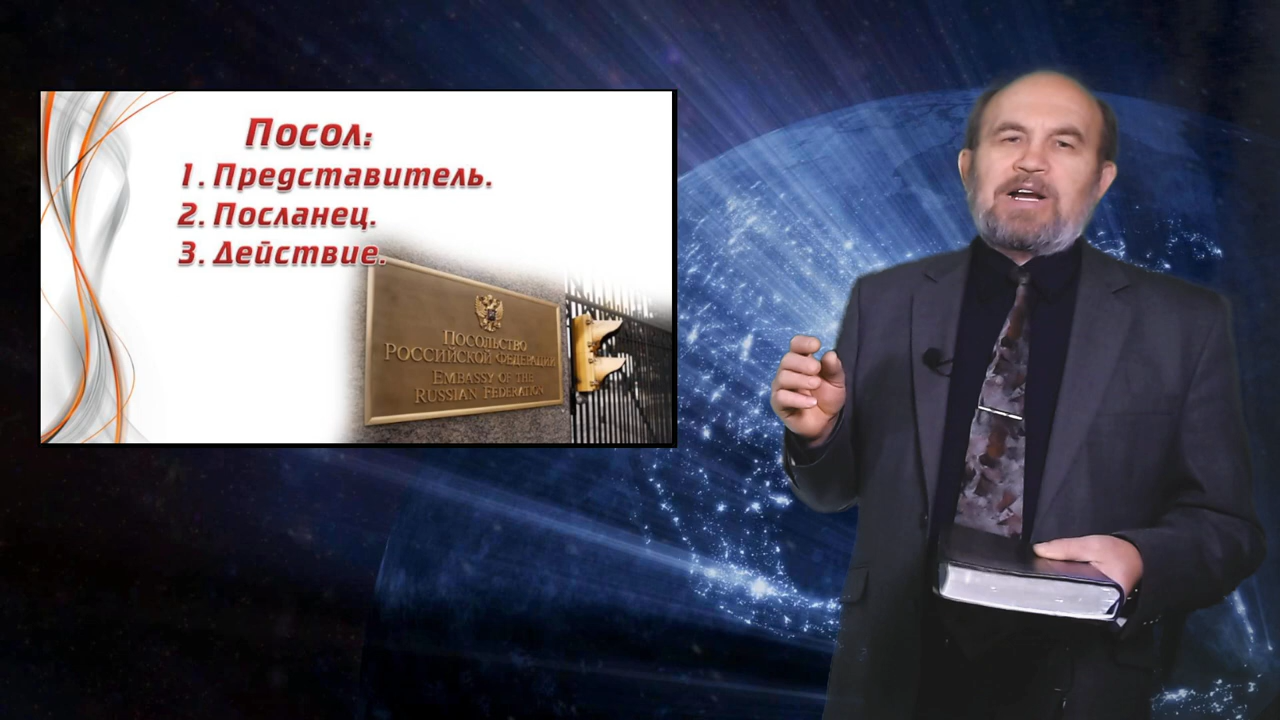 Посол:
1. Представитель.
2. Посланец.
3. Действие.
Посольство
Российской Федерации
Embassy of the
Russian Federation